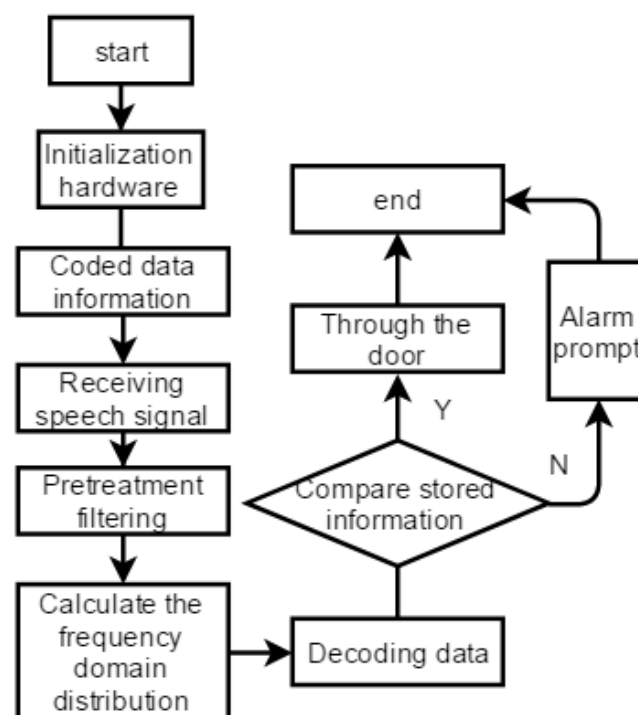 start
Initialization
hardware
Coded data
information
Receiving
speech signal
Pretreatment
filtering
Calculate the
frequency
domain
distribution
Decoding data
Compare stored
information
Y
N
Through the
door
Alarm
prompt
end